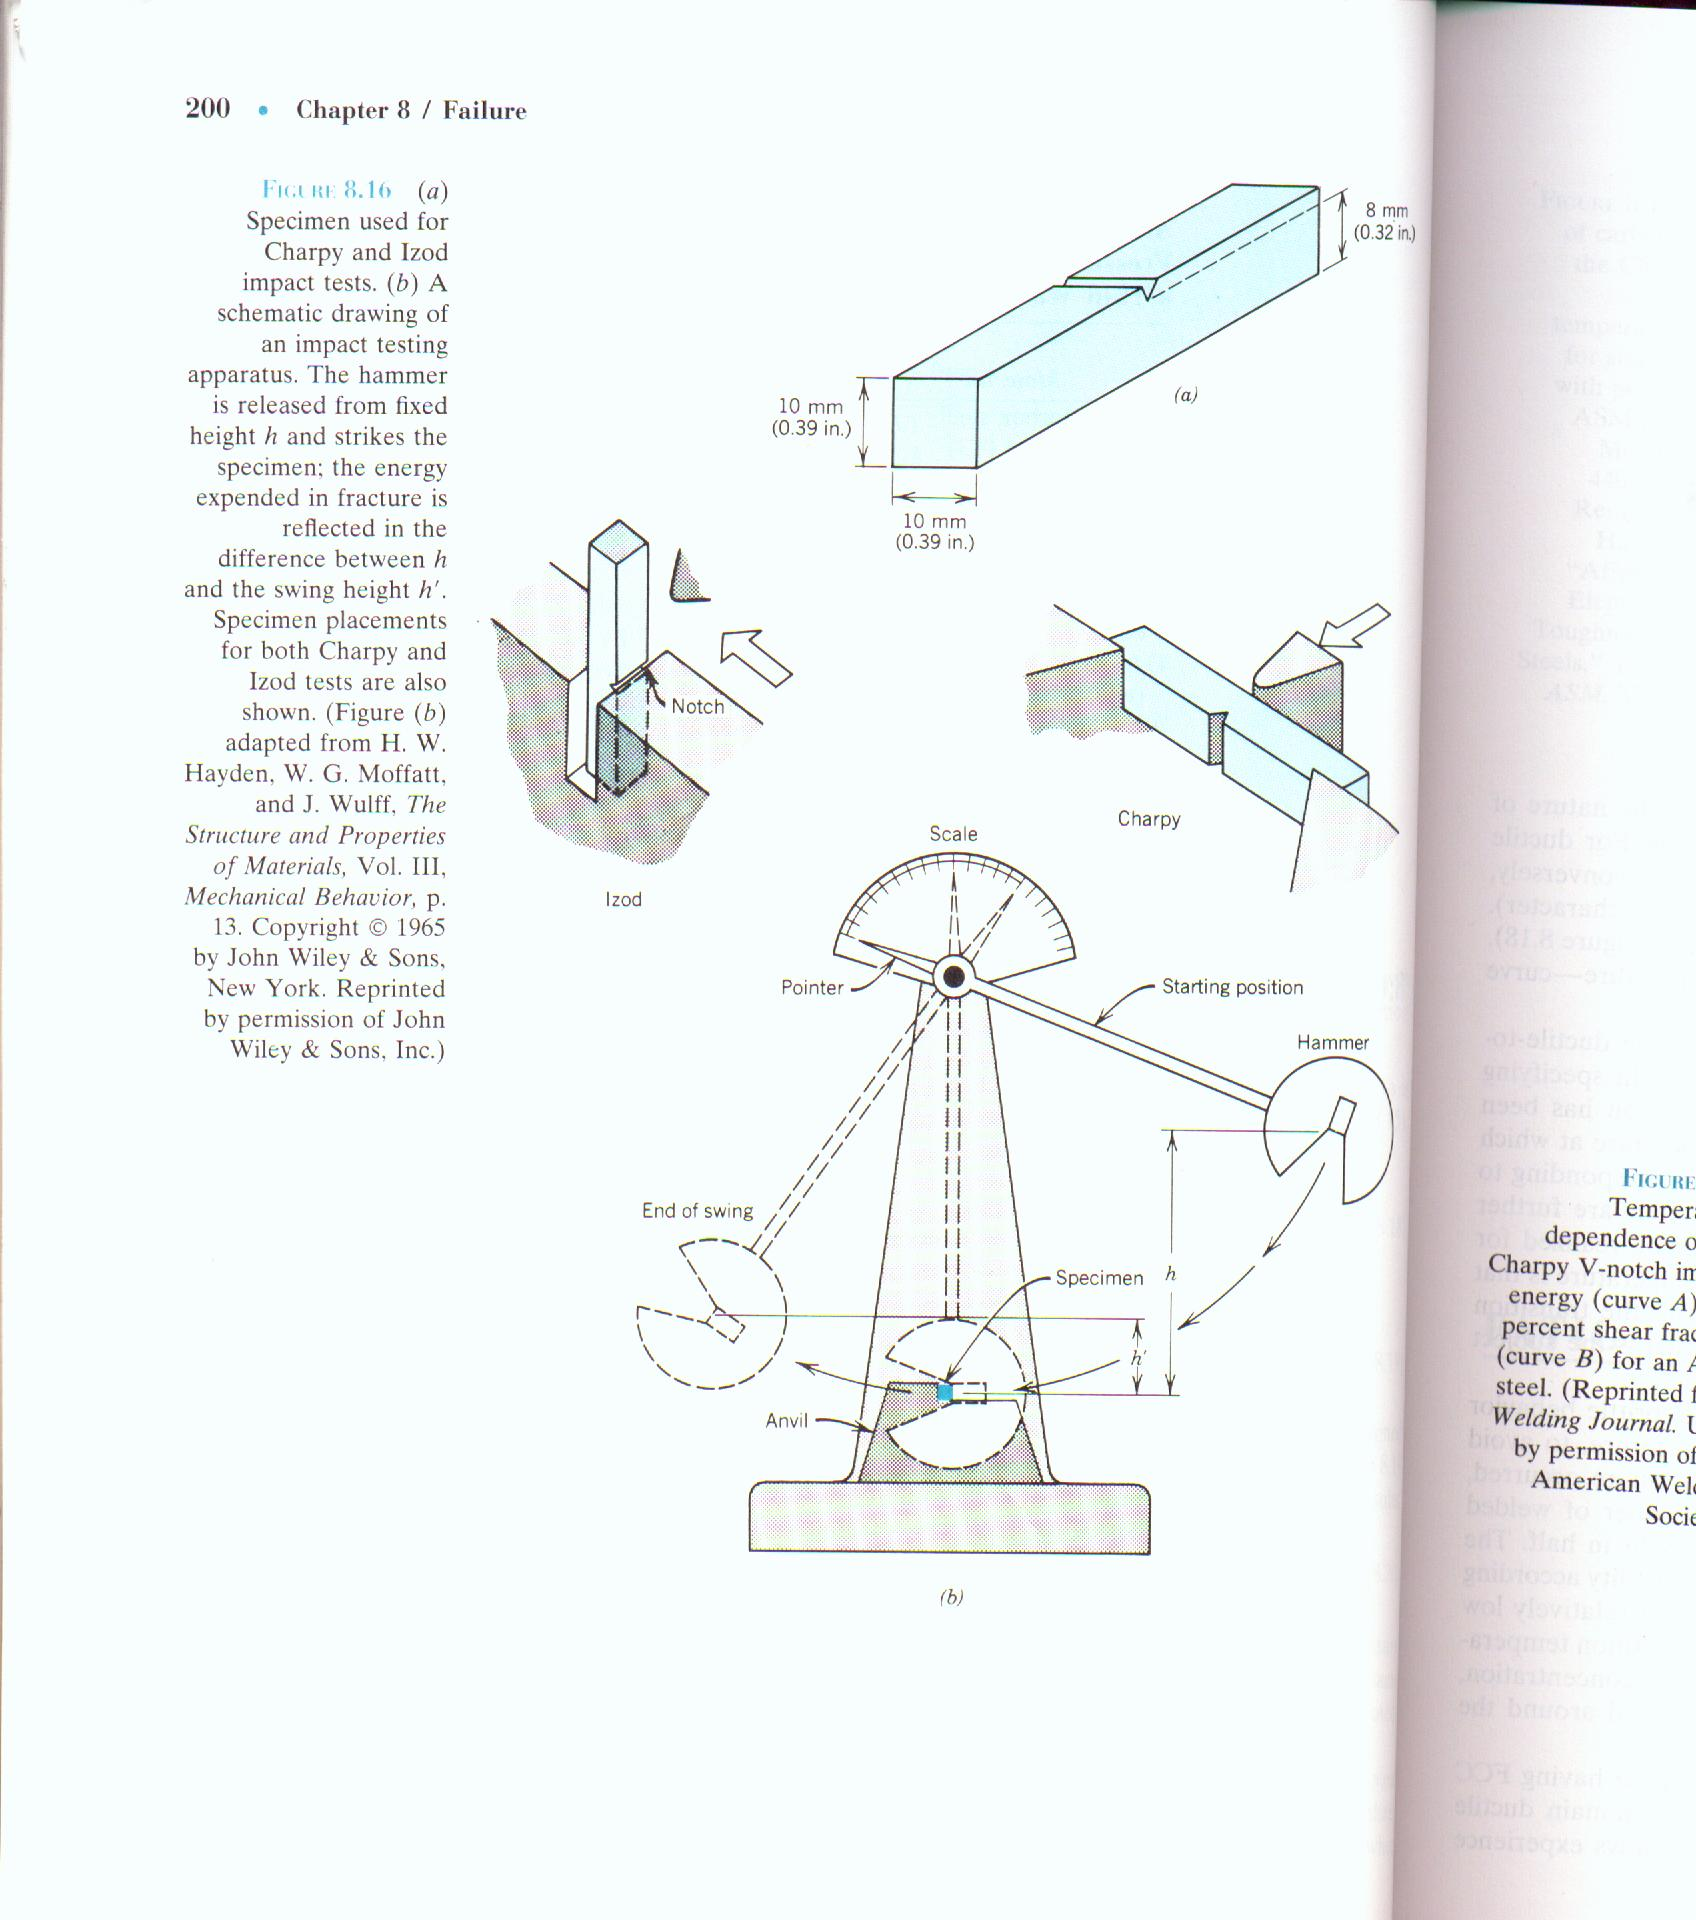 200 • Chapter 8 / Failure
FIGURE 8.16 (a)
Specimen used for
Charpy and Izod
impact tests. (b) A
schematic drawing of
an impact testing
apparatus. The hammer
is released from fixed
height h and strikes the
specimen; the energy
expended in fracture is
reflected in the
difference between h
and the swing height h′.
Specimen placements
for both Charpy and
Izod tests are also
shown. (Figure (b)
adapted from H. W.
Hayden, W. G. Moffatt,
and J. Wulff, The
Structure and Properties
of Materials, Vol. III,
Mechanical Behavior, p.
13. Copyright © 1965
by John Wiley & Sons,
New York. Reprinted
by permission of John
Wiley & Sons, Inc.)
8 mm
(0.32 in.)
(a)
10 mm
(0.39 in.)
10 mm
(0.39 in.)
Notch
Izod
Charpy
Scale
Pointer
Starting position
Hammer
End of swing
Specimen
h
h′
Anvil
(b)
FIGURE
Tempera
dependence o
Charpy V-notch im
energy (curve A)
percent shear frac
(curve B) for an A
steel. (Reprinted f
Welding Journal. U
by permission of
American Weld
Socie